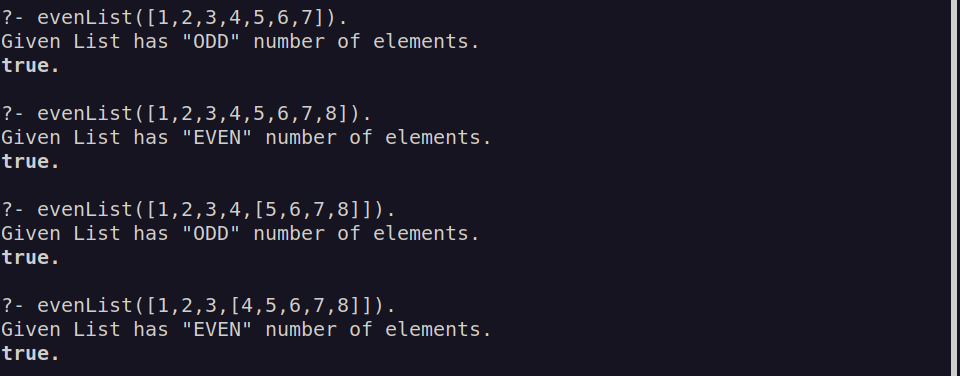 ?- evenList([1,2,3,4,5,6,7]).
Given List has "ODD" number of elements.
true.
?- evenList([1,2,3,4,5,6,7,8]).
Given List has "EVEN" number of elements.
true.
?- evenList([1,2,3,4,[5,6,7,8]]).
Given List has "ODD" number of elements.
true.
?- evenList([1,2,3,[4,5,6,7,8]]).
Given List has "EVEN" number of elements.
true.